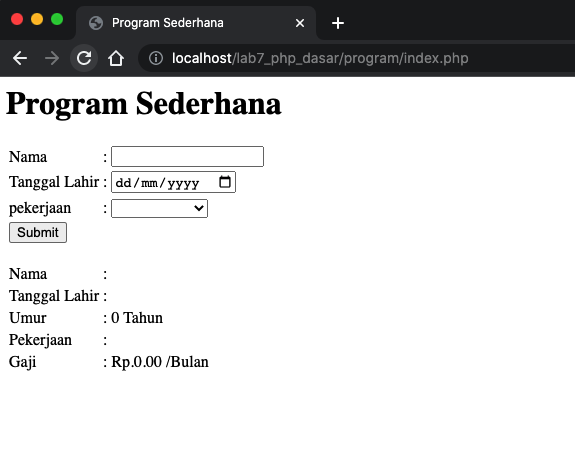 Program Sederhana
localhost/lab7_php_dasar/program/index.php
Program Sederhana
Nama :
Tanggal Lahir : dd/mm/yyyy
pekerjaan :
Submit
Nama :
Tanggal Lahir :
Umur : 0 Tahun
Pekerjaan :
Gaji : Rp.0.00 /Bulan